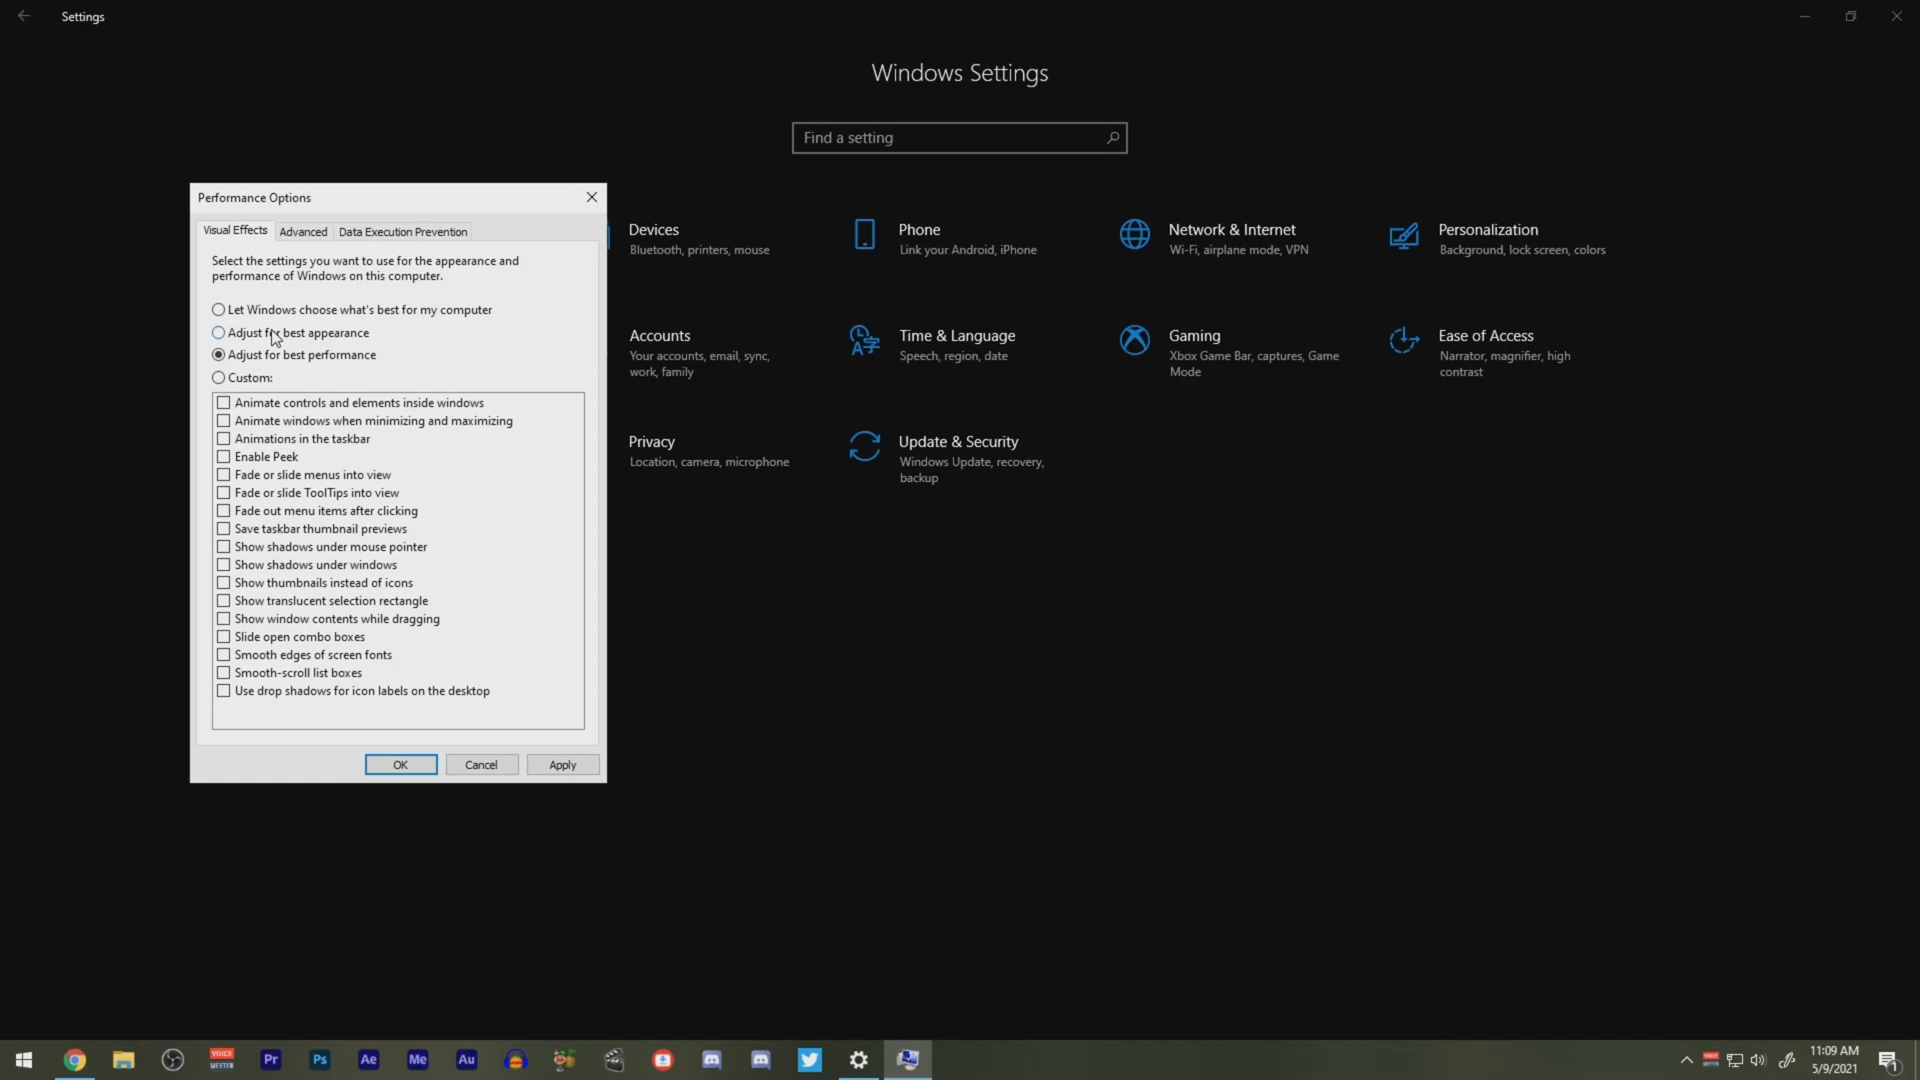 Settings
Windows Settings
Find a setting
Performance Options
Visual Effects
Advanced
Data Execution Prevention
Select the settings you want to use for the appearance and
performance of Windows on this computer.
Let Windows choose what's best for my computer
Adjust for best appearance
Adjust for best performance
Custom:
Animate controls and elements inside windows
Animate windows when minimizing and maximizing
Animations in the taskbar
Enable Peek
Fade or slide menus into view
Fade or slide ToolTips into view
Fade out menu items after clicking
Save taskbar thumbnail previews
Show shadows under mouse pointer
Show shadows under windows
Show thumbnails instead of icons
Show translucent selection rectangle
Show window contents while dragging
Slide open combo boxes
Smooth edges of screen fonts
Smooth-scroll list boxes
Use drop shadows for icon labels on the desktop
OK
Cancel
Apply
Devices
Bluetooth, printers, mouse
Phone
Link your Android, iPhone
Network & Internet
Wi-Fi, airplane mode, VPN
Personalization
Background, lock screen, colors
Accounts
Your accounts, email, sync,
work, family
Time & Language
Speech, region, date
Gaming
Xbox Game Bar, captures, Game
Mode
Ease of Access
Narrator, magnifier, high
contrast
Privacy
Location, camera, microphone
Update & Security
Windows Update, recovery,
backup
VOICE
MEETER
Pr
Ps
Ae
Me
Au
11:09 AM
5/9/2021
1